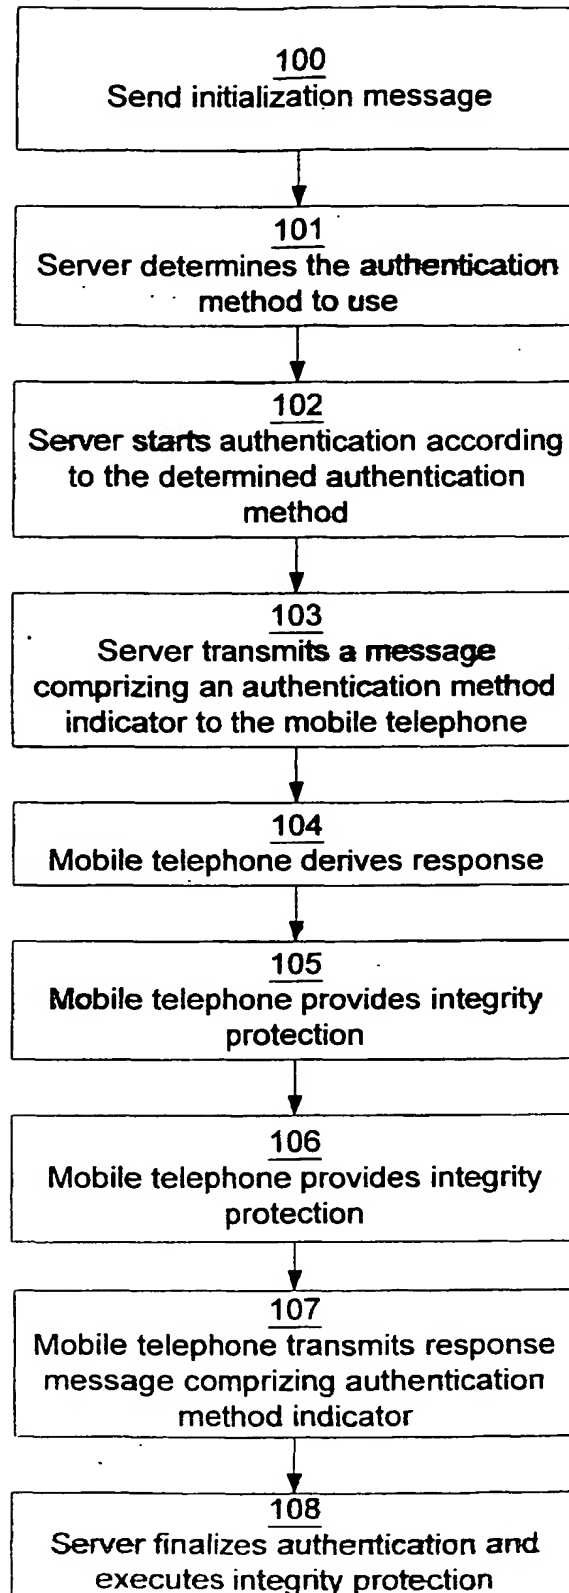 100
Send initialization message
101
Server determines the authentication
method to use
102
Server starts authentication according
to the determined authentication
method
103
Server transmits a message
comprizing an authentication method
indicator to the mobile telephone
104
Mobile telephone derives response
105
Mobile telephone provides integrity
protection
106
Mobile telephone provides integrity
protection
107
Mobile telephone transmits response
message comprizing authentication
method indicator
108
Server finalizes authentication and
executes integrity protection